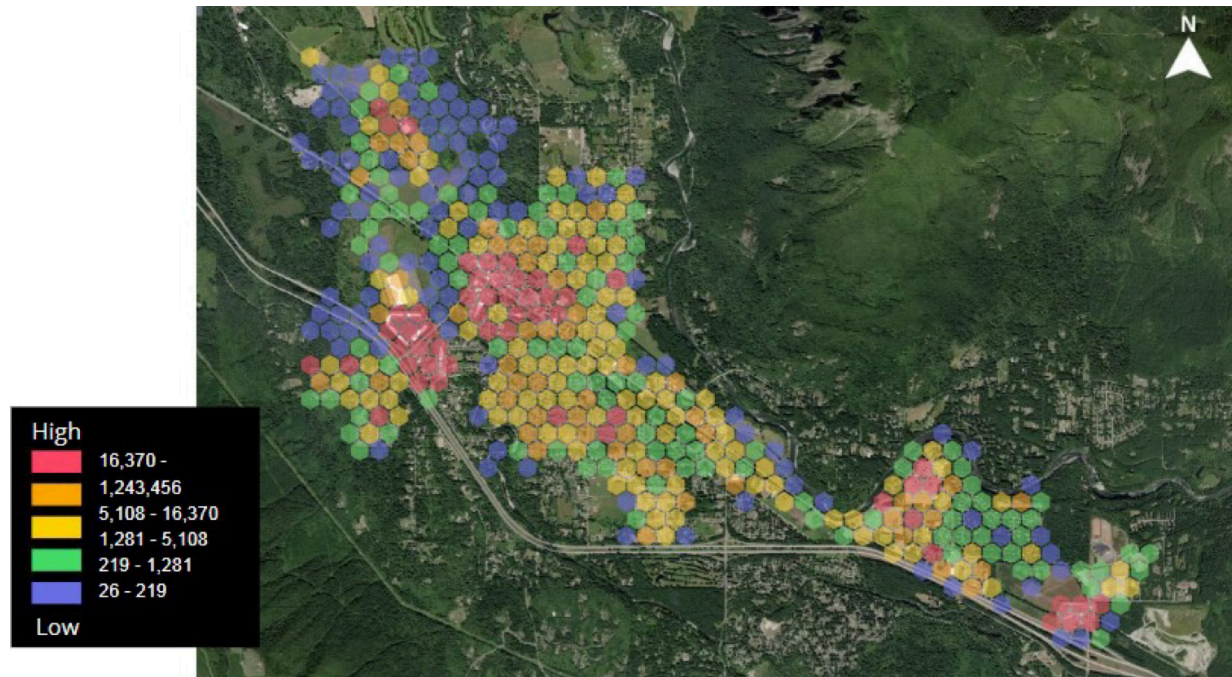 N
High
16,370 -
1,243,456
5,108 - 16,370
1,281 - 5,108
219 - 1,281
26 - 219
Low